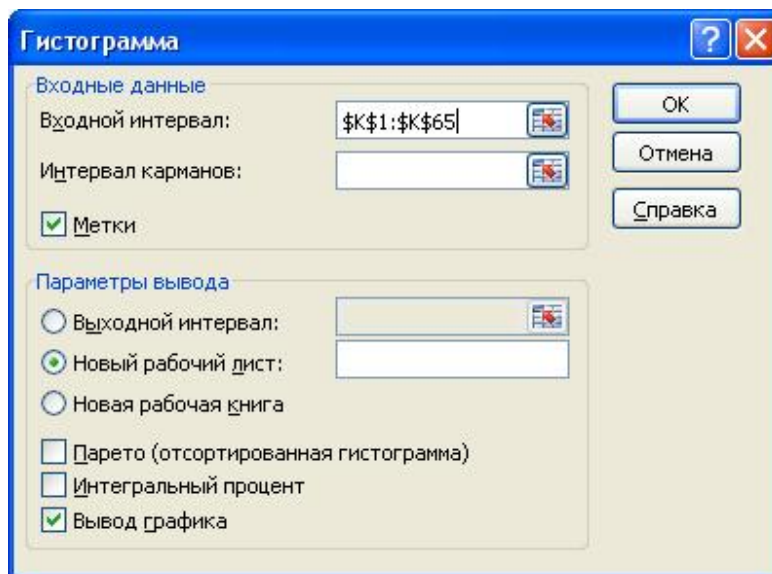 Гистограмма
Входные данные
Входной интервал: $K$1:$K$65
Интервал карманов:
Метки
OK
Отмена
Справка
Параметры вывода
Выходной интервал:
Новый рабочий лист:
Новая рабочая книга
Парето (отсортированная гистограмма)
Интегральный процент
Вывод графика